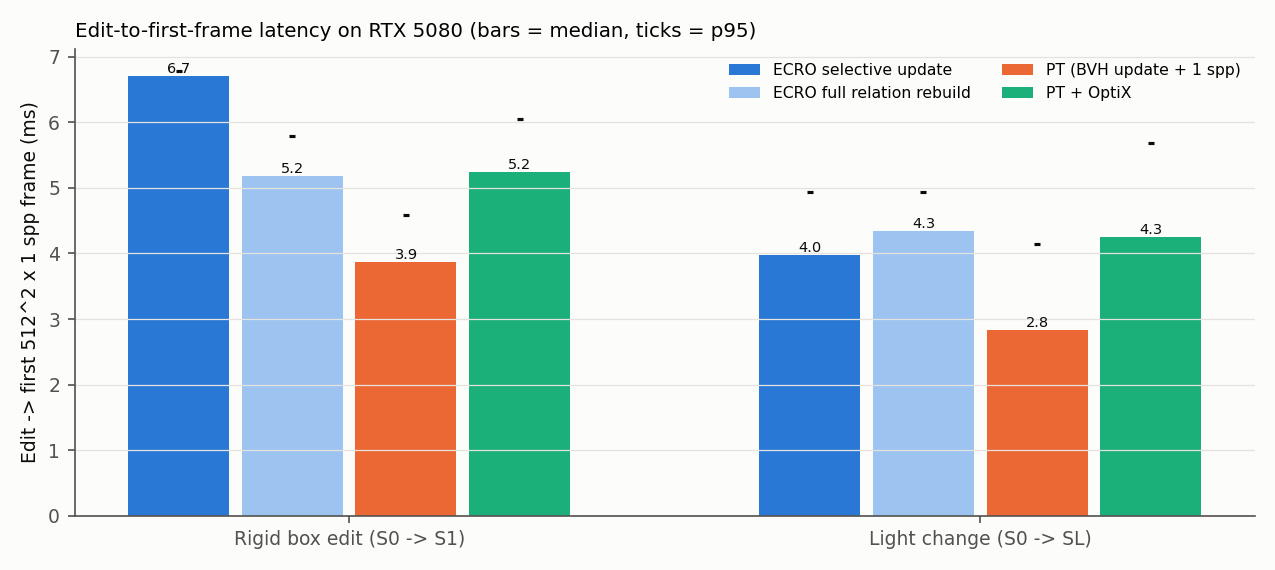 Edit-to-first-frame latency on RTX 5080 (bars = median, ticks = p95)
ECRO selective update
ECRO full relation rebuild
PT (BVH update + 1 spp)
PT + OptiX
Edit -> first 512^2 x 1 spp frame (ms)
7
6
5
4
3
2
1
0
6.7
5.2
3.9
5.2
4.0
4.3
2.8
4.3
Rigid box edit (S0 -> S1)
Light change (S0 -> SL)